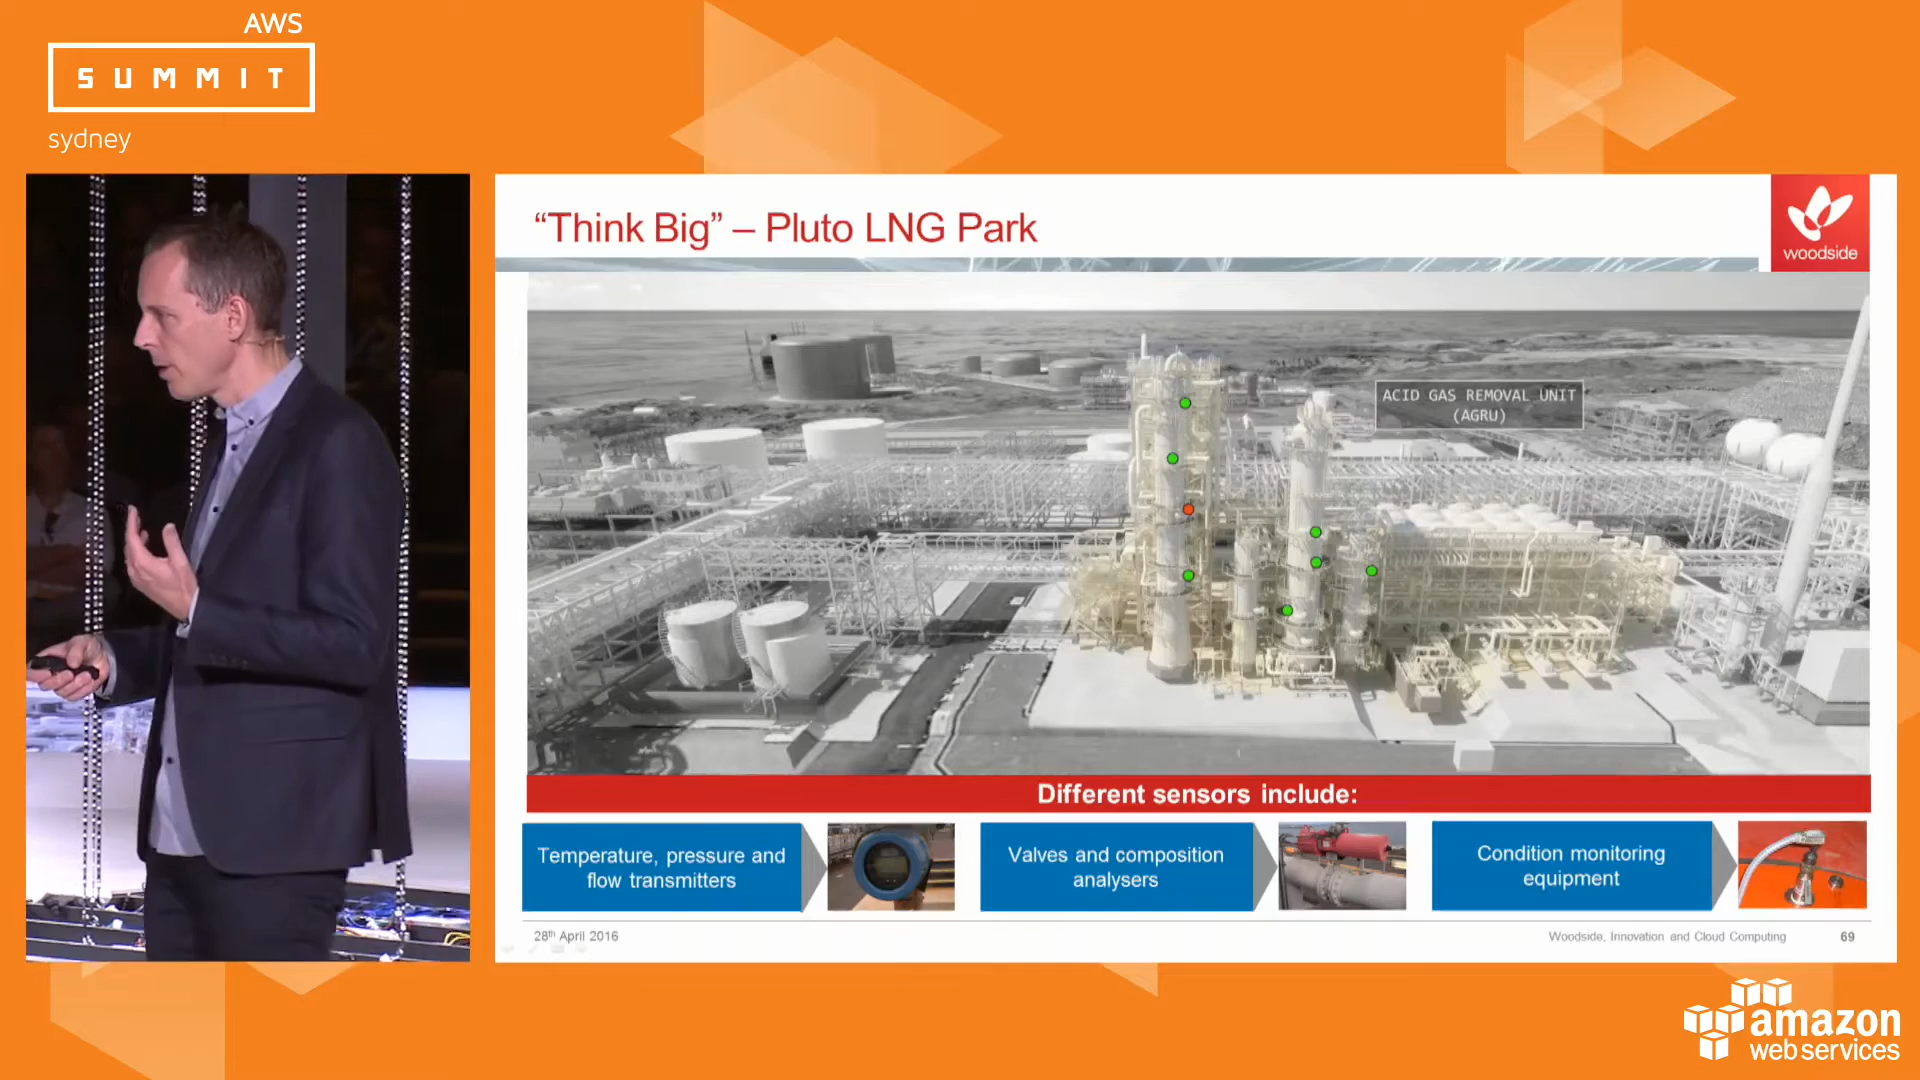 AWS
SUMMIT
sydney
“Think Big” – Pluto LNG Park
woodside
ACID GAS REMOVAL UNIT
(AGRU)
Different sensors include:
Temperature, pressure and
flow transmitters
Valves and composition
analysers
Condition monitoring
equipment
28th April 2016
Woodside, Innovation and Cloud Computing
69
amazon
web services